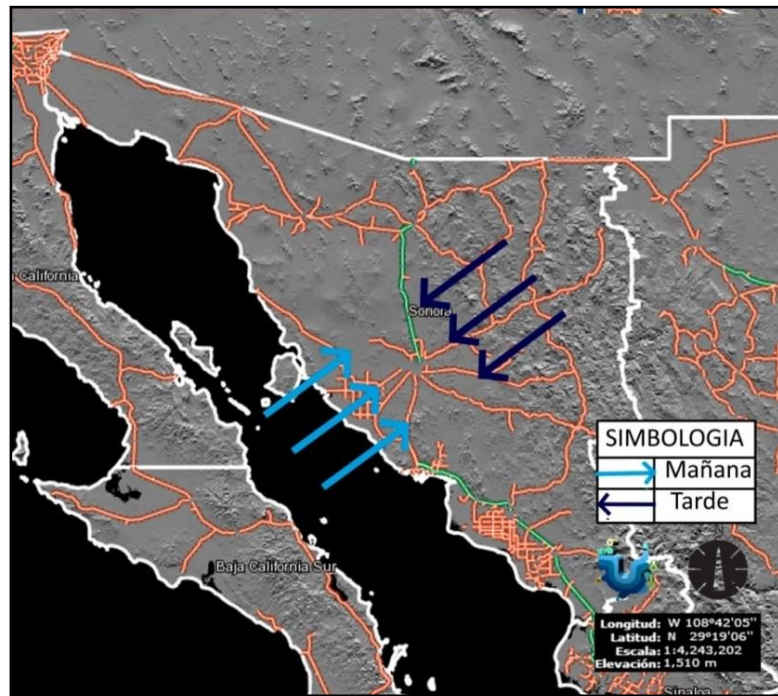 a California
Sonora
SIMBOLOGIA
Mañana
Tarde
Baja California Sur
Longitud: W 108°42'05"
Latitud: N 29°19'06"
Escala: 1:4,243,202
Elevación: 1,510 m
Sinaloa